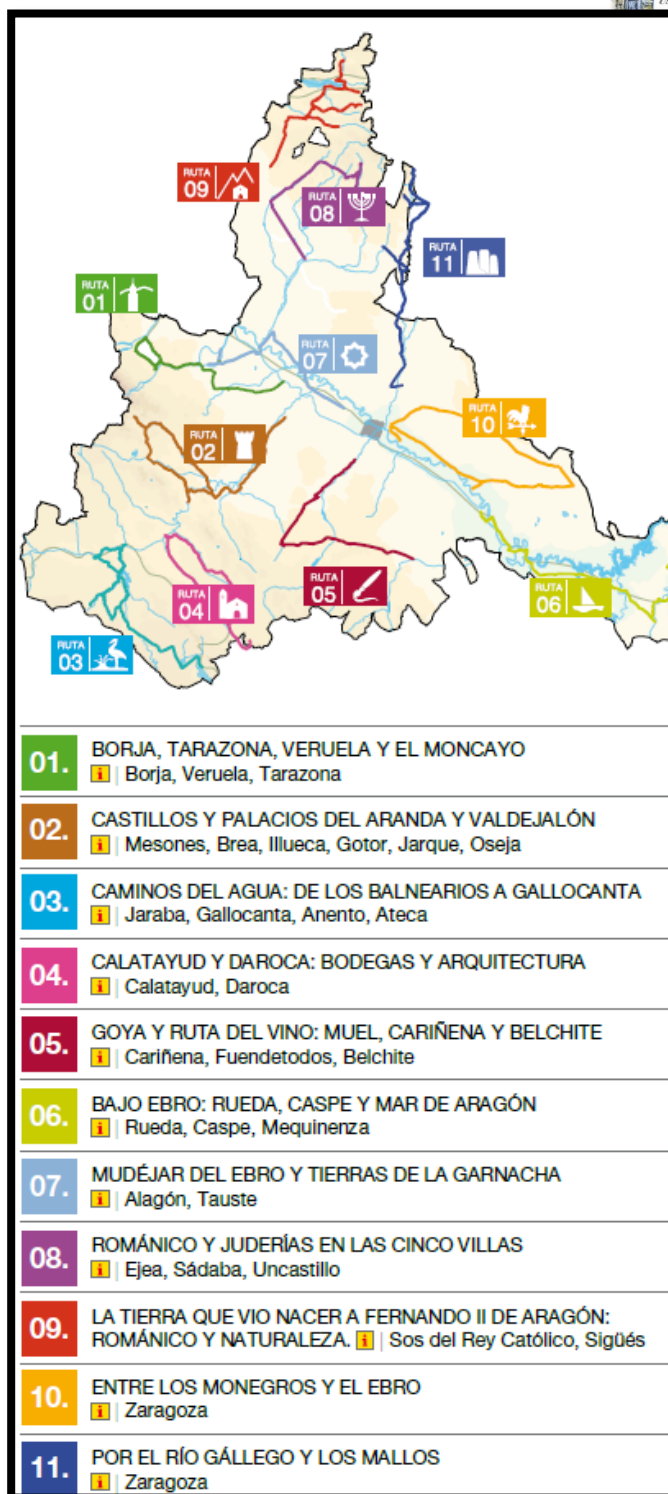 RUTA
09
RUTA
08
RUTA
11
RUTA
01
RUTA
07
RUTA
10
RUTA
02
RUTA
05
RUTA
04
RUTA
06
RUTA
03
01. BORJA, TARAZONA, VERUELA Y EL MONCAYO
i | Borja, Veruela, Tarazona
02. CASTILLOS Y PALACIOS DEL ARANDA Y VALDEJALÓN
i | Mesones, Brea, Illueca, Gotor, Jarque, Oseja
03. CAMINOS DEL AGUA: DE LOS BALNEARIOS A GALLOCANTA
i | Jaraba, Gallocanta, Anento, Ateca
04. CALATAYUD Y DAROCA: BODEGAS Y ARQUITECTURA
i | Calatayud, Daroca
05. GOYA Y RUTA DEL VINO: MUEL, CARIÑENA Y BELCHITE
i | Cariñena, Fuendetodos, Belchite
06. BAJO EBRO: RUEDA, CASPE Y MAR DE ARAGÓN
i | Rueda, Caspe, Mequinenza
07. MUDÉJAR DEL EBRO Y TIERRAS DE LA GARNACHA
i | Alagón, Tauste
08. ROMÁNICO Y JUDERÍAS EN LAS CINCO VILLAS
i | Ejea, Sádaba, Uncastillo
09. LA TIERRA QUE VIO NACER A FERNANDO II DE ARAGÓN:
ROMÁNICO Y NATURALEZA. i | Sos del Rey Católico, Sigüés
10. ENTRE LOS MONEGROS Y EL EBRO
i | Zaragoza
11. POR EL RÍO GÁLLEGO Y LOS MALLOS
i | Zaragoza